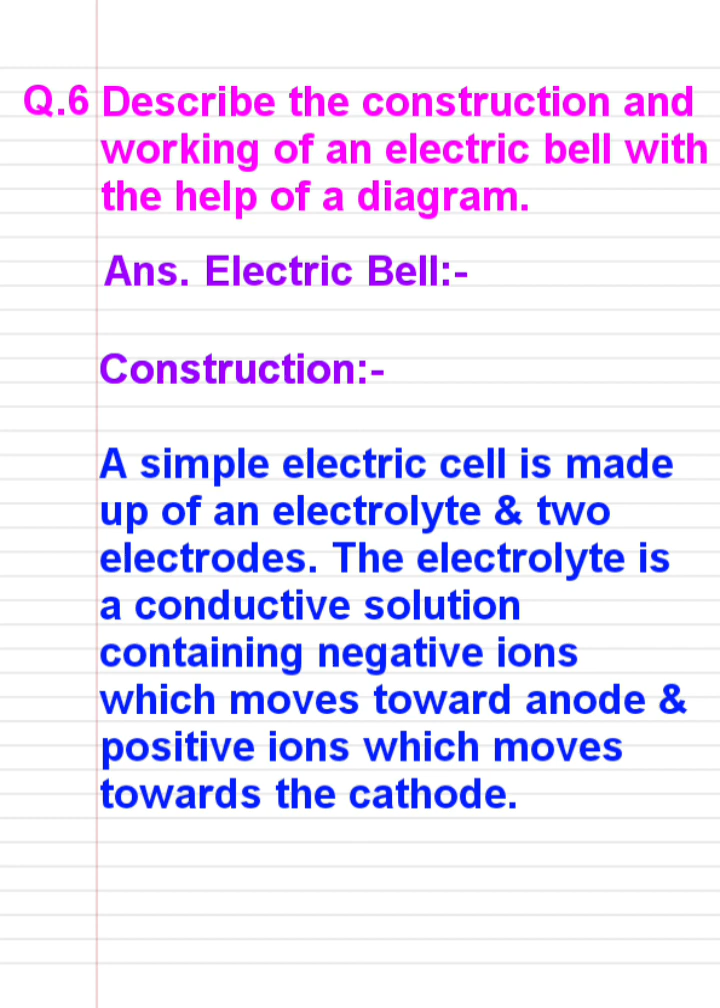 Q.6 Describe the construction and
working of an electric bell with
the help of a diagram.
Ans. Electric Bell:-
Construction:-
A simple electric cell is made
up of an electrolyte & two
electrodes. The electrolyte is
a conductive solution
containing negative ions
which moves toward anode &
positive ions which moves
towards the cathode.